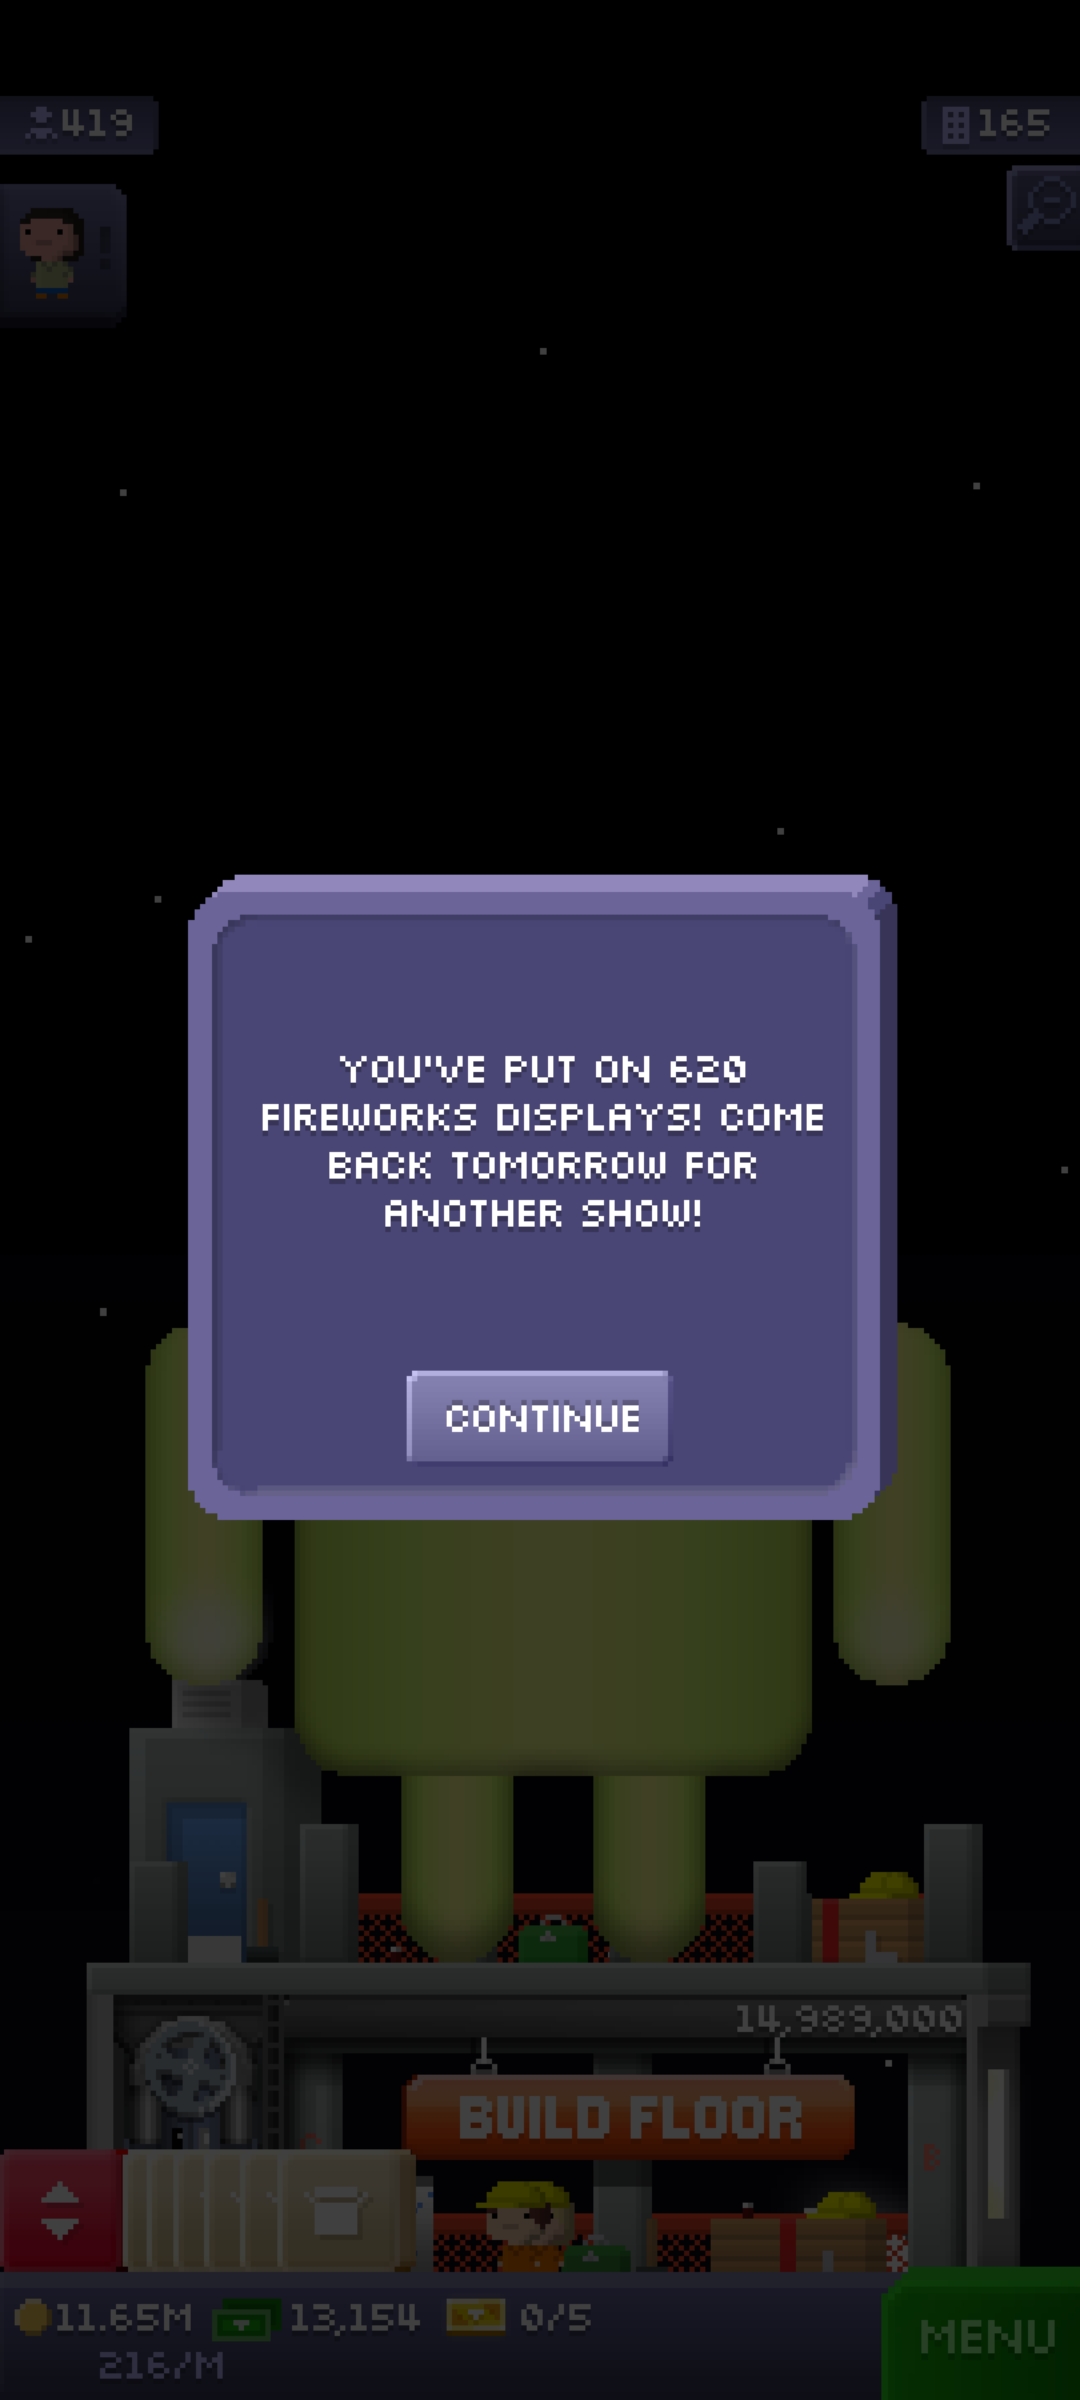 419
165
!
YOU'VE PUT ON 620
FIREWORKS DISPLAYS! COME
BACK TOMORROW FOR
ANOTHER SHOW!
CONTINUE
14,989,000
BUILD FLOOR
11.65M
13,154
0/5
216/M
MENU